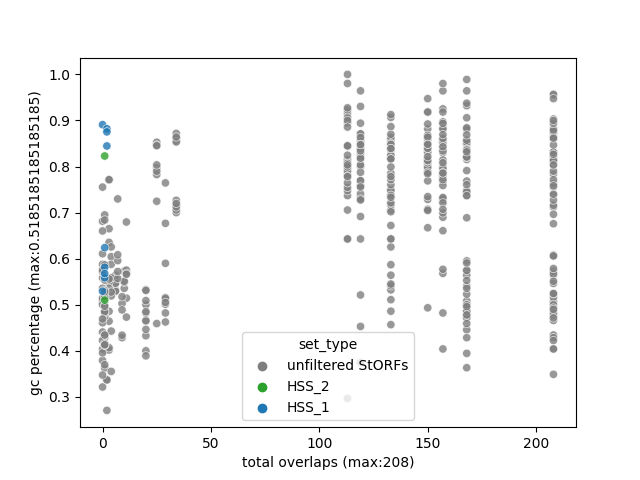 gc percentage (max:0.5185185185185185)
1.0
0.9
0.8
0.7
0.6
0.5
0.4
0.3
set_type
unfiltered StORFs
HSS_2
HSS_1
0 50 100 150 200
total overlaps (max:208)